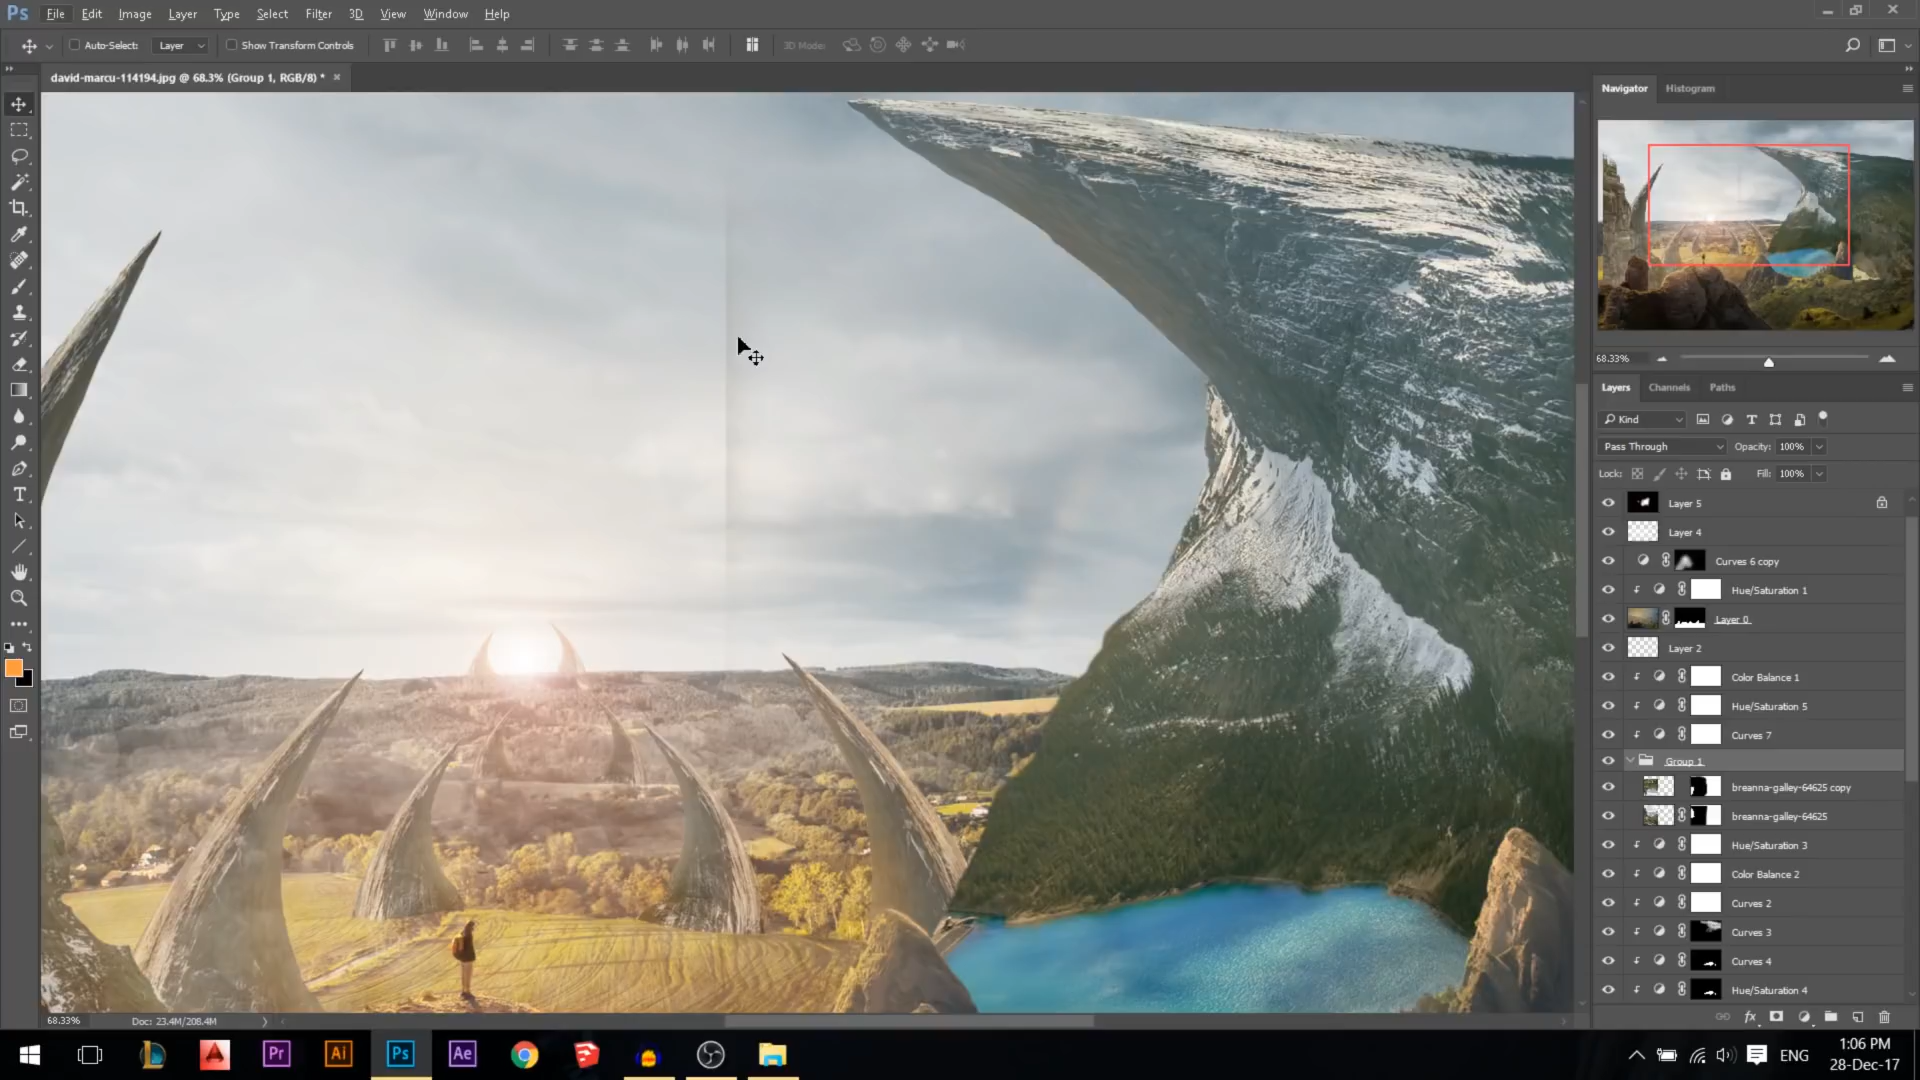 Ps File Edit Image Layer Type Select Filter 3D View Window Help
Auto-Select: Layer Show Transform Controls 3D Mode:
david-marcu-114194.jpg @ 68.3% (Group 1, RGB/8) *
Navigator Histogram
68.33%
Layers Channels Paths
Kind
Pass Through Opacity: 100%
Lock: Fill: 100%
Layer 5
Layer 4
Curves 6 copy
Hue/Saturation 1
Layer 0
Layer 2
Color Balance 1
Hue/Saturation 5
Curves 7
Group 1
breanna-galley-64625 copy
breanna-galley-64625
Hue/Saturation 3
Color Balance 2
Curves 2
Curves 3
Curves 4
Hue/Saturation 4
68.33% Doc: 23.4M/208.4M
Pr Ai Ps Ae
ENG
1:06 PM
28-Dec-17